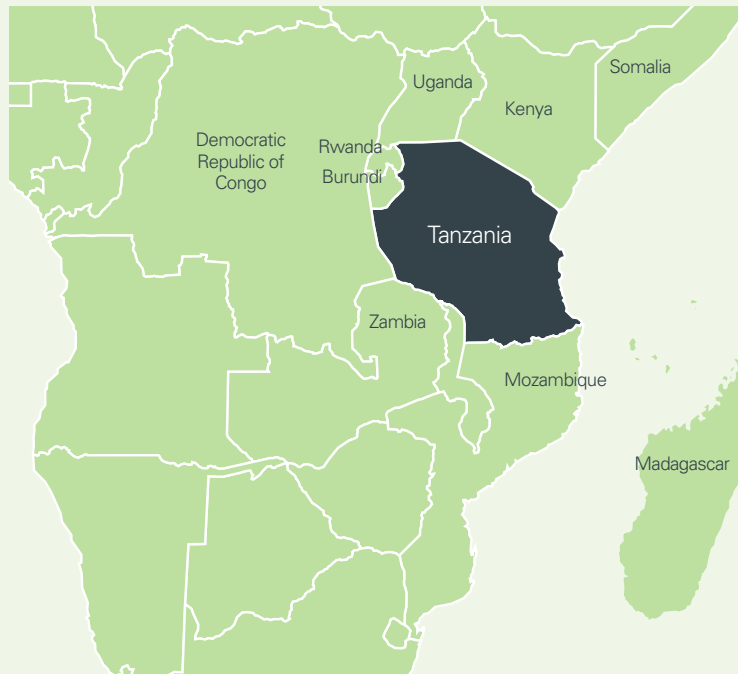 Somalia
Uganda
Kenya
Democratic
Republic of
Congo
Rwanda
Burundi
Tanzania
Zambia
Mozambique
Madagascar